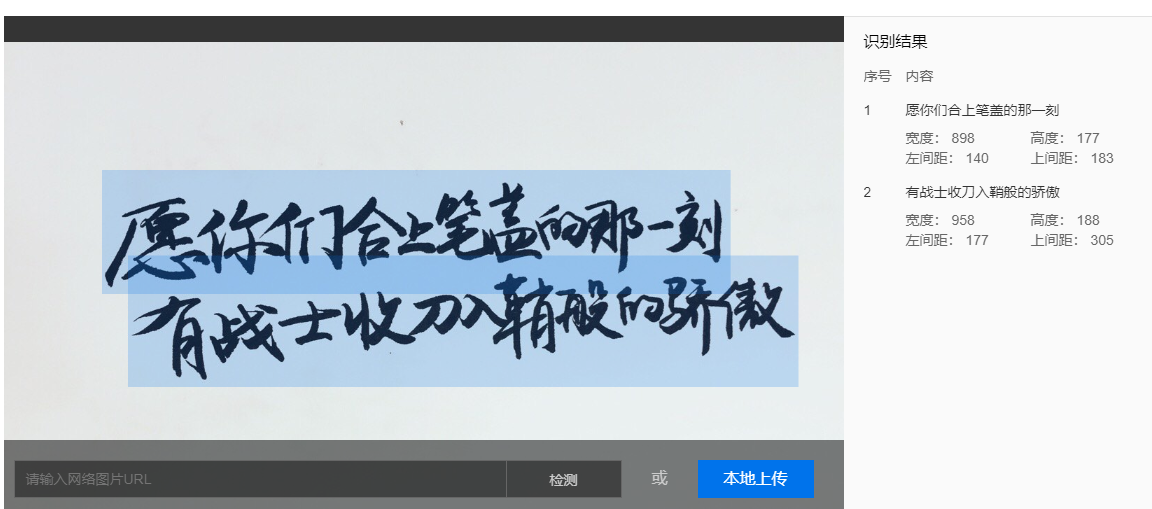 愿你们合上笔盖的那一刻
有战士收刀入鞘般的骄傲
请输入网络图片URL
检测
或
本地上传
识别结果
序号 内容
1 愿你们合上笔盖的那一刻
宽度: 898 高度: 177
左间距: 140 上间距: 183
2 有战士收刀入鞘般的骄傲
宽度: 958 高度: 188
左间距: 177 上间距: 305